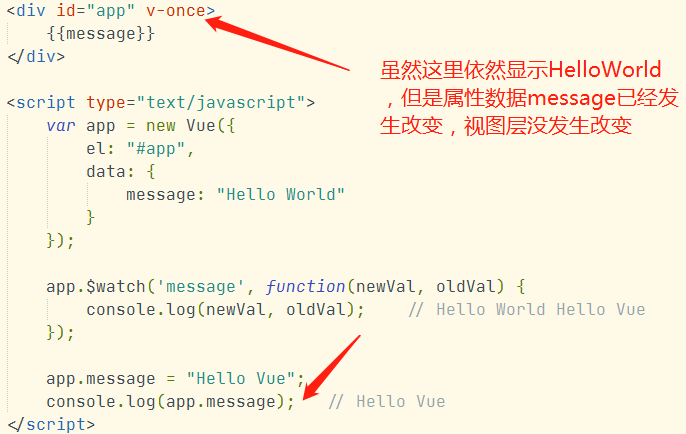 <div id="app" v-once>
    {{message}}
</div>
虽然这里依然显示HelloWorld
，但是属性数据message已经发
生改变，视图层没发生改变
<script type="text/javascript">
    var app = new Vue({
        el: "#app",
        data: {
            message: "Hello World"
        }
    });
    app.$watch('message', function(newVal, oldVal) {
        console.log(newVal, oldVal);    // Hello World Hello Vue
    });
    app.message = "Hello Vue";
    console.log(app.message);   // Hello Vue
</script>